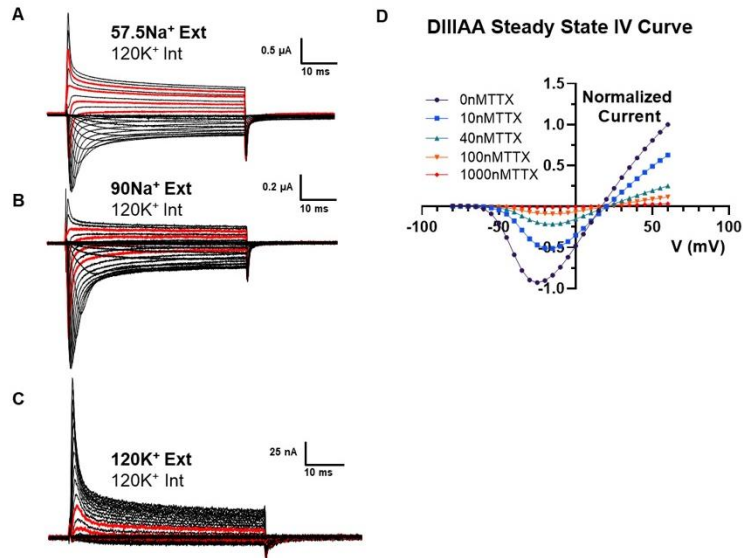 A
57.5Na⁺ Ext
120K⁺ Int
0.5 µA
10 ms
B
90Na⁺ Ext
120K⁺ Int
0.2 µA
10 ms
C
120K⁺ Ext
120K⁺ Int
25 nA
10 ms
D
DIIIAA Steady State IV Curve
0nMTTX
10nMTTX
40nMTTX
100nMTTX
1000nMTTX
1.5
Normalized
Current
1.0
0.5
-100
-50
0
50
100
V (mV)
-0.5
-1.0